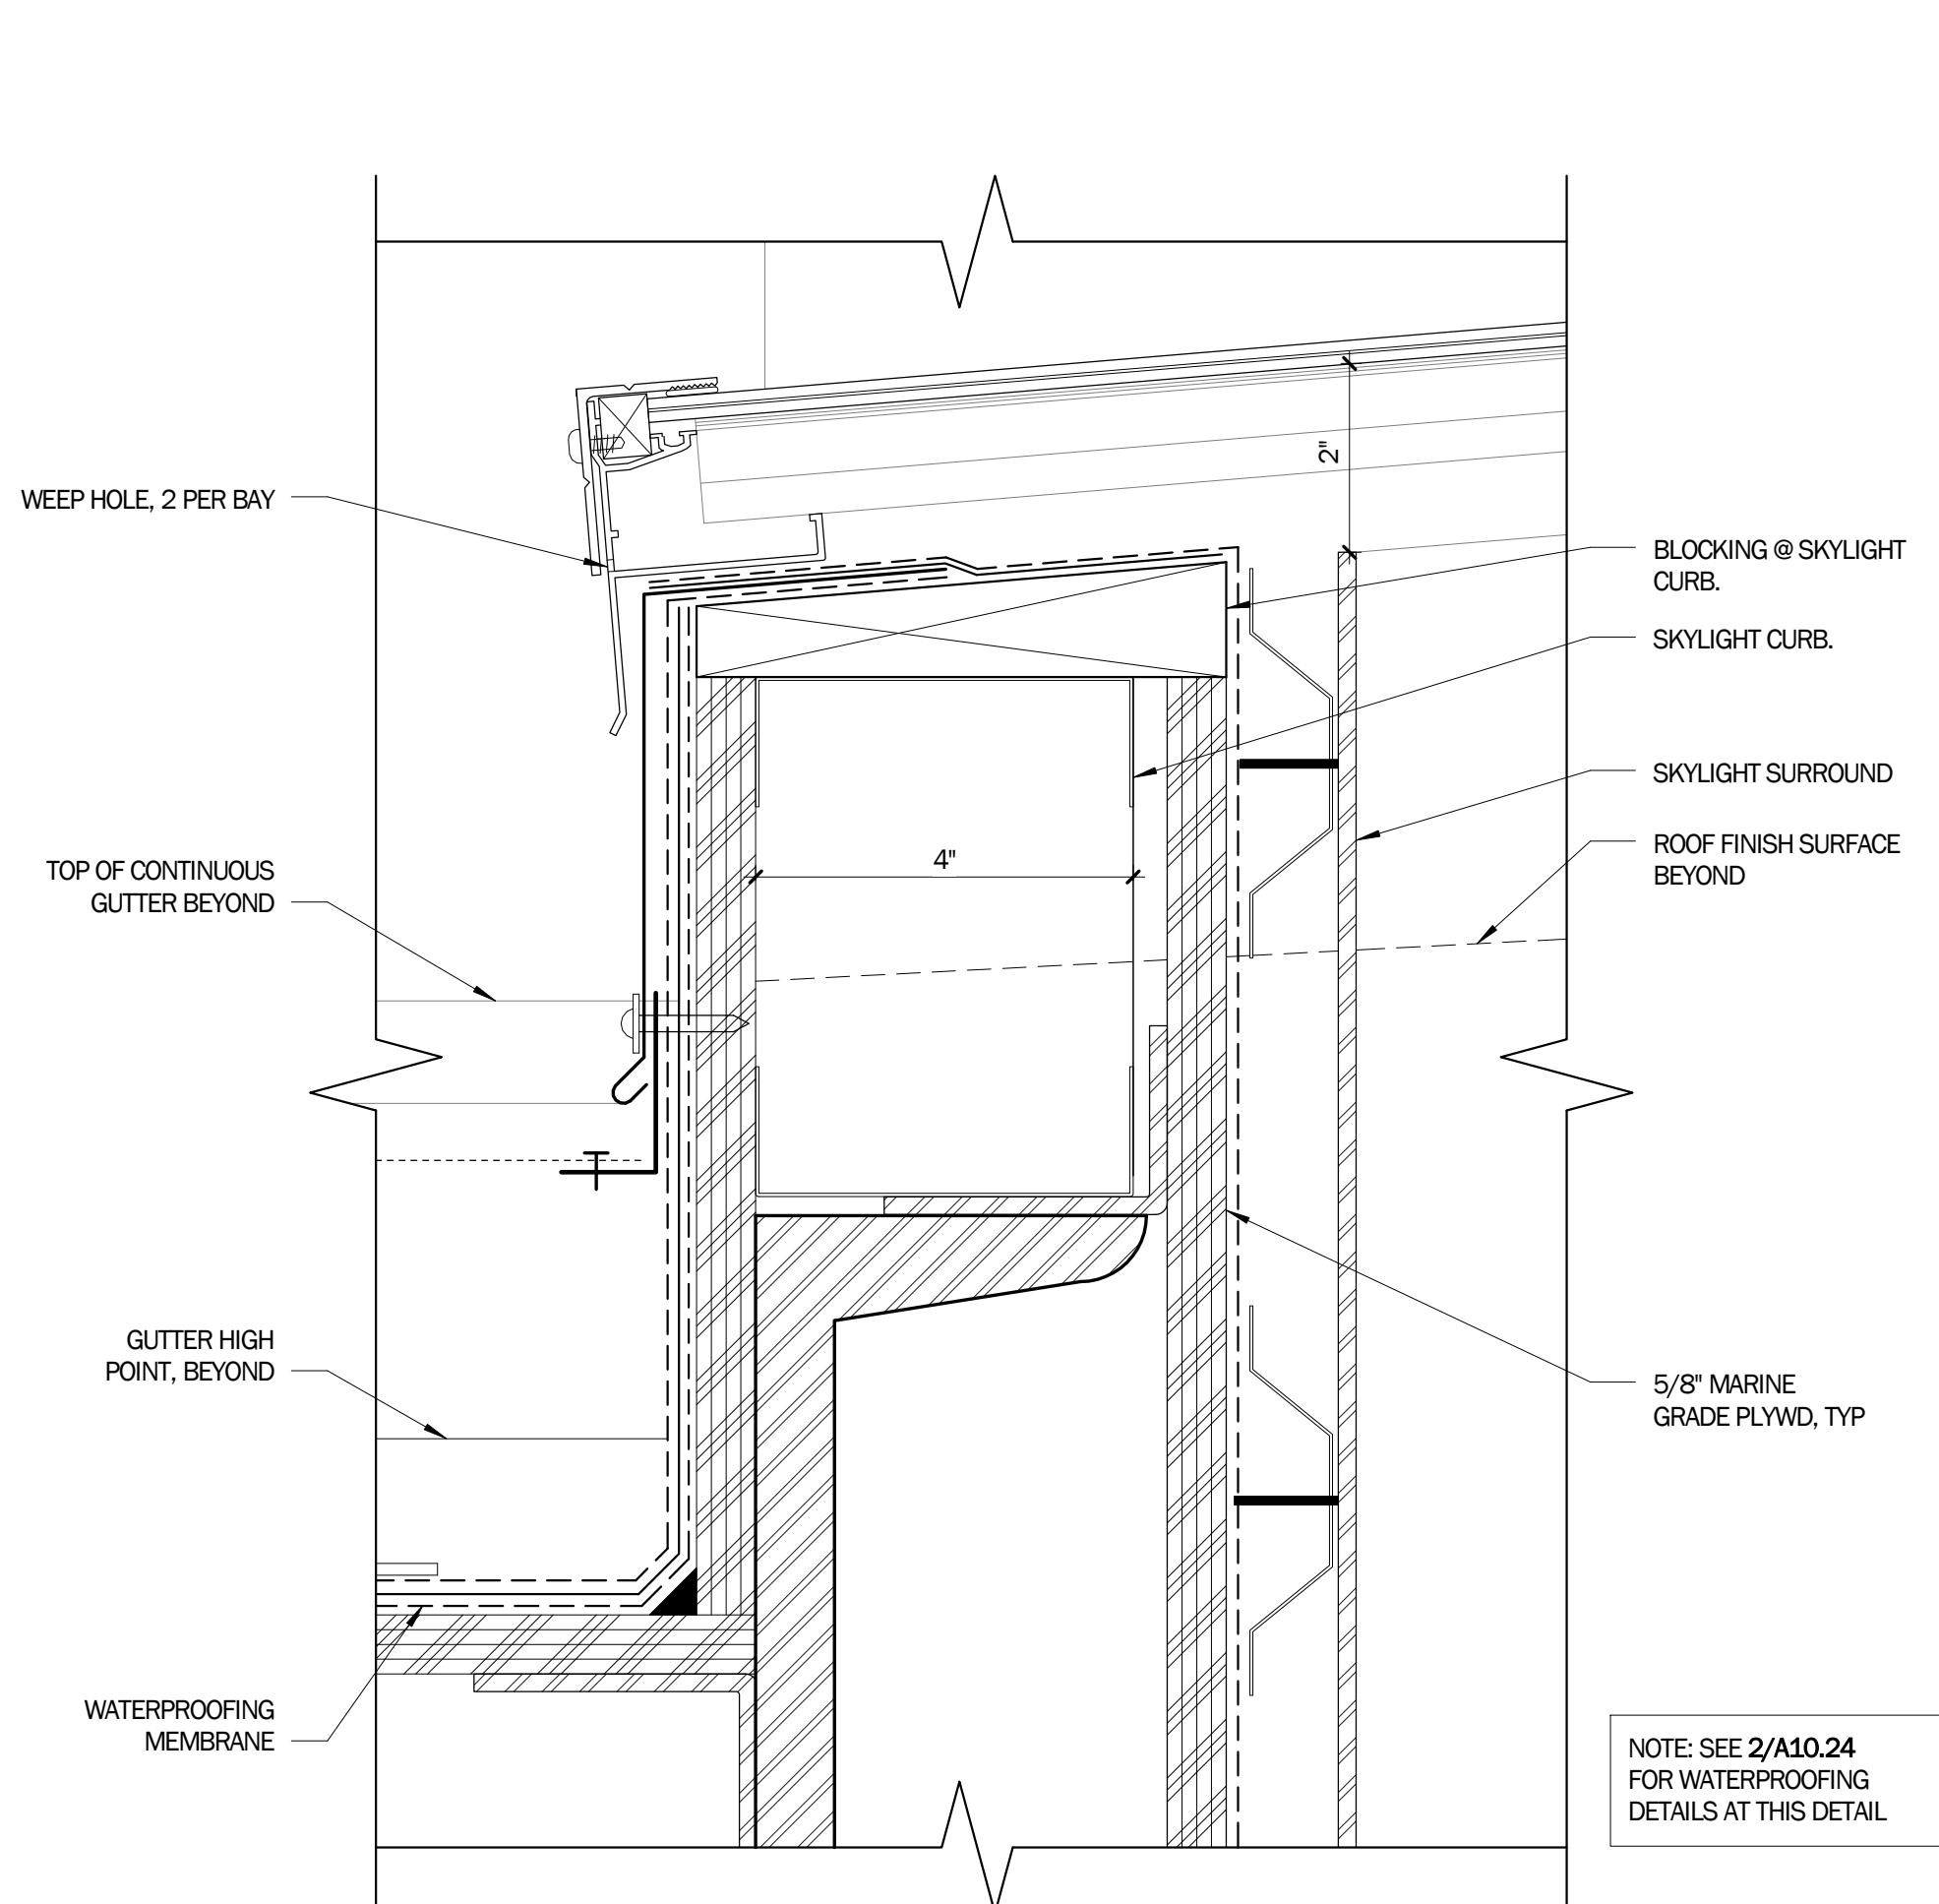 WEEP HOLE, 2 PER BAY
TOP OF CONTINUOUS
GUTTER BEYOND
GUTTER HIGH
POINT, BEYOND
WATERPROOFING
MEMBRANE
2"
4"
BLOCKING @ SKYLIGHT
CURB.
SKYLIGHT CURB.
SKYLIGHT SURROUND
ROOF FINISH SURFACE
BEYOND
5/8" MARINE
GRADE PLYWD, TYP
NOTE: SEE 2/A10.24
FOR WATERPROOFING
DETAILS AT THIS DETAIL